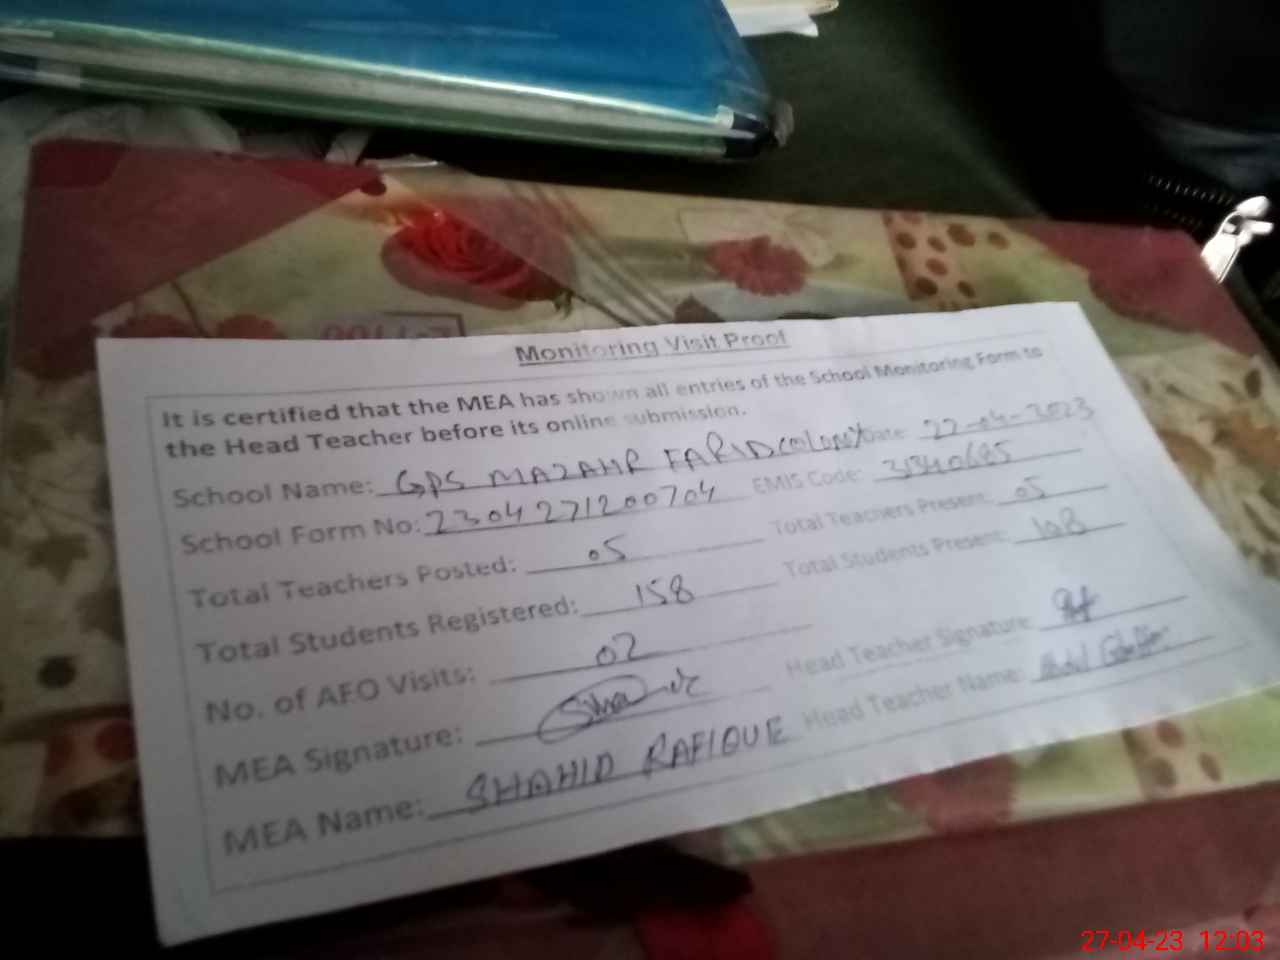 Monitoring Visit Proof
It is certified that the MEA has shown all entries of the School Monitoring Form to
the Head Teacher before its online submission.
School Name: GPS MAZAHR FARID colony Date: 27-04-2023
School Form No: 2304271200704 EMIS Code: 31340685
Total Teachers Posted: 05 Total Teachers Present: 05
Total Students Registered: 158 Total Students Present: 108
No. of AEO Visits: 02 Head Teacher Signature:
MEA Signature: Head Teacher Name: Abdul Ghaffar
MEA Name: SHAHID RAFIQUE
27-04-23 12:03